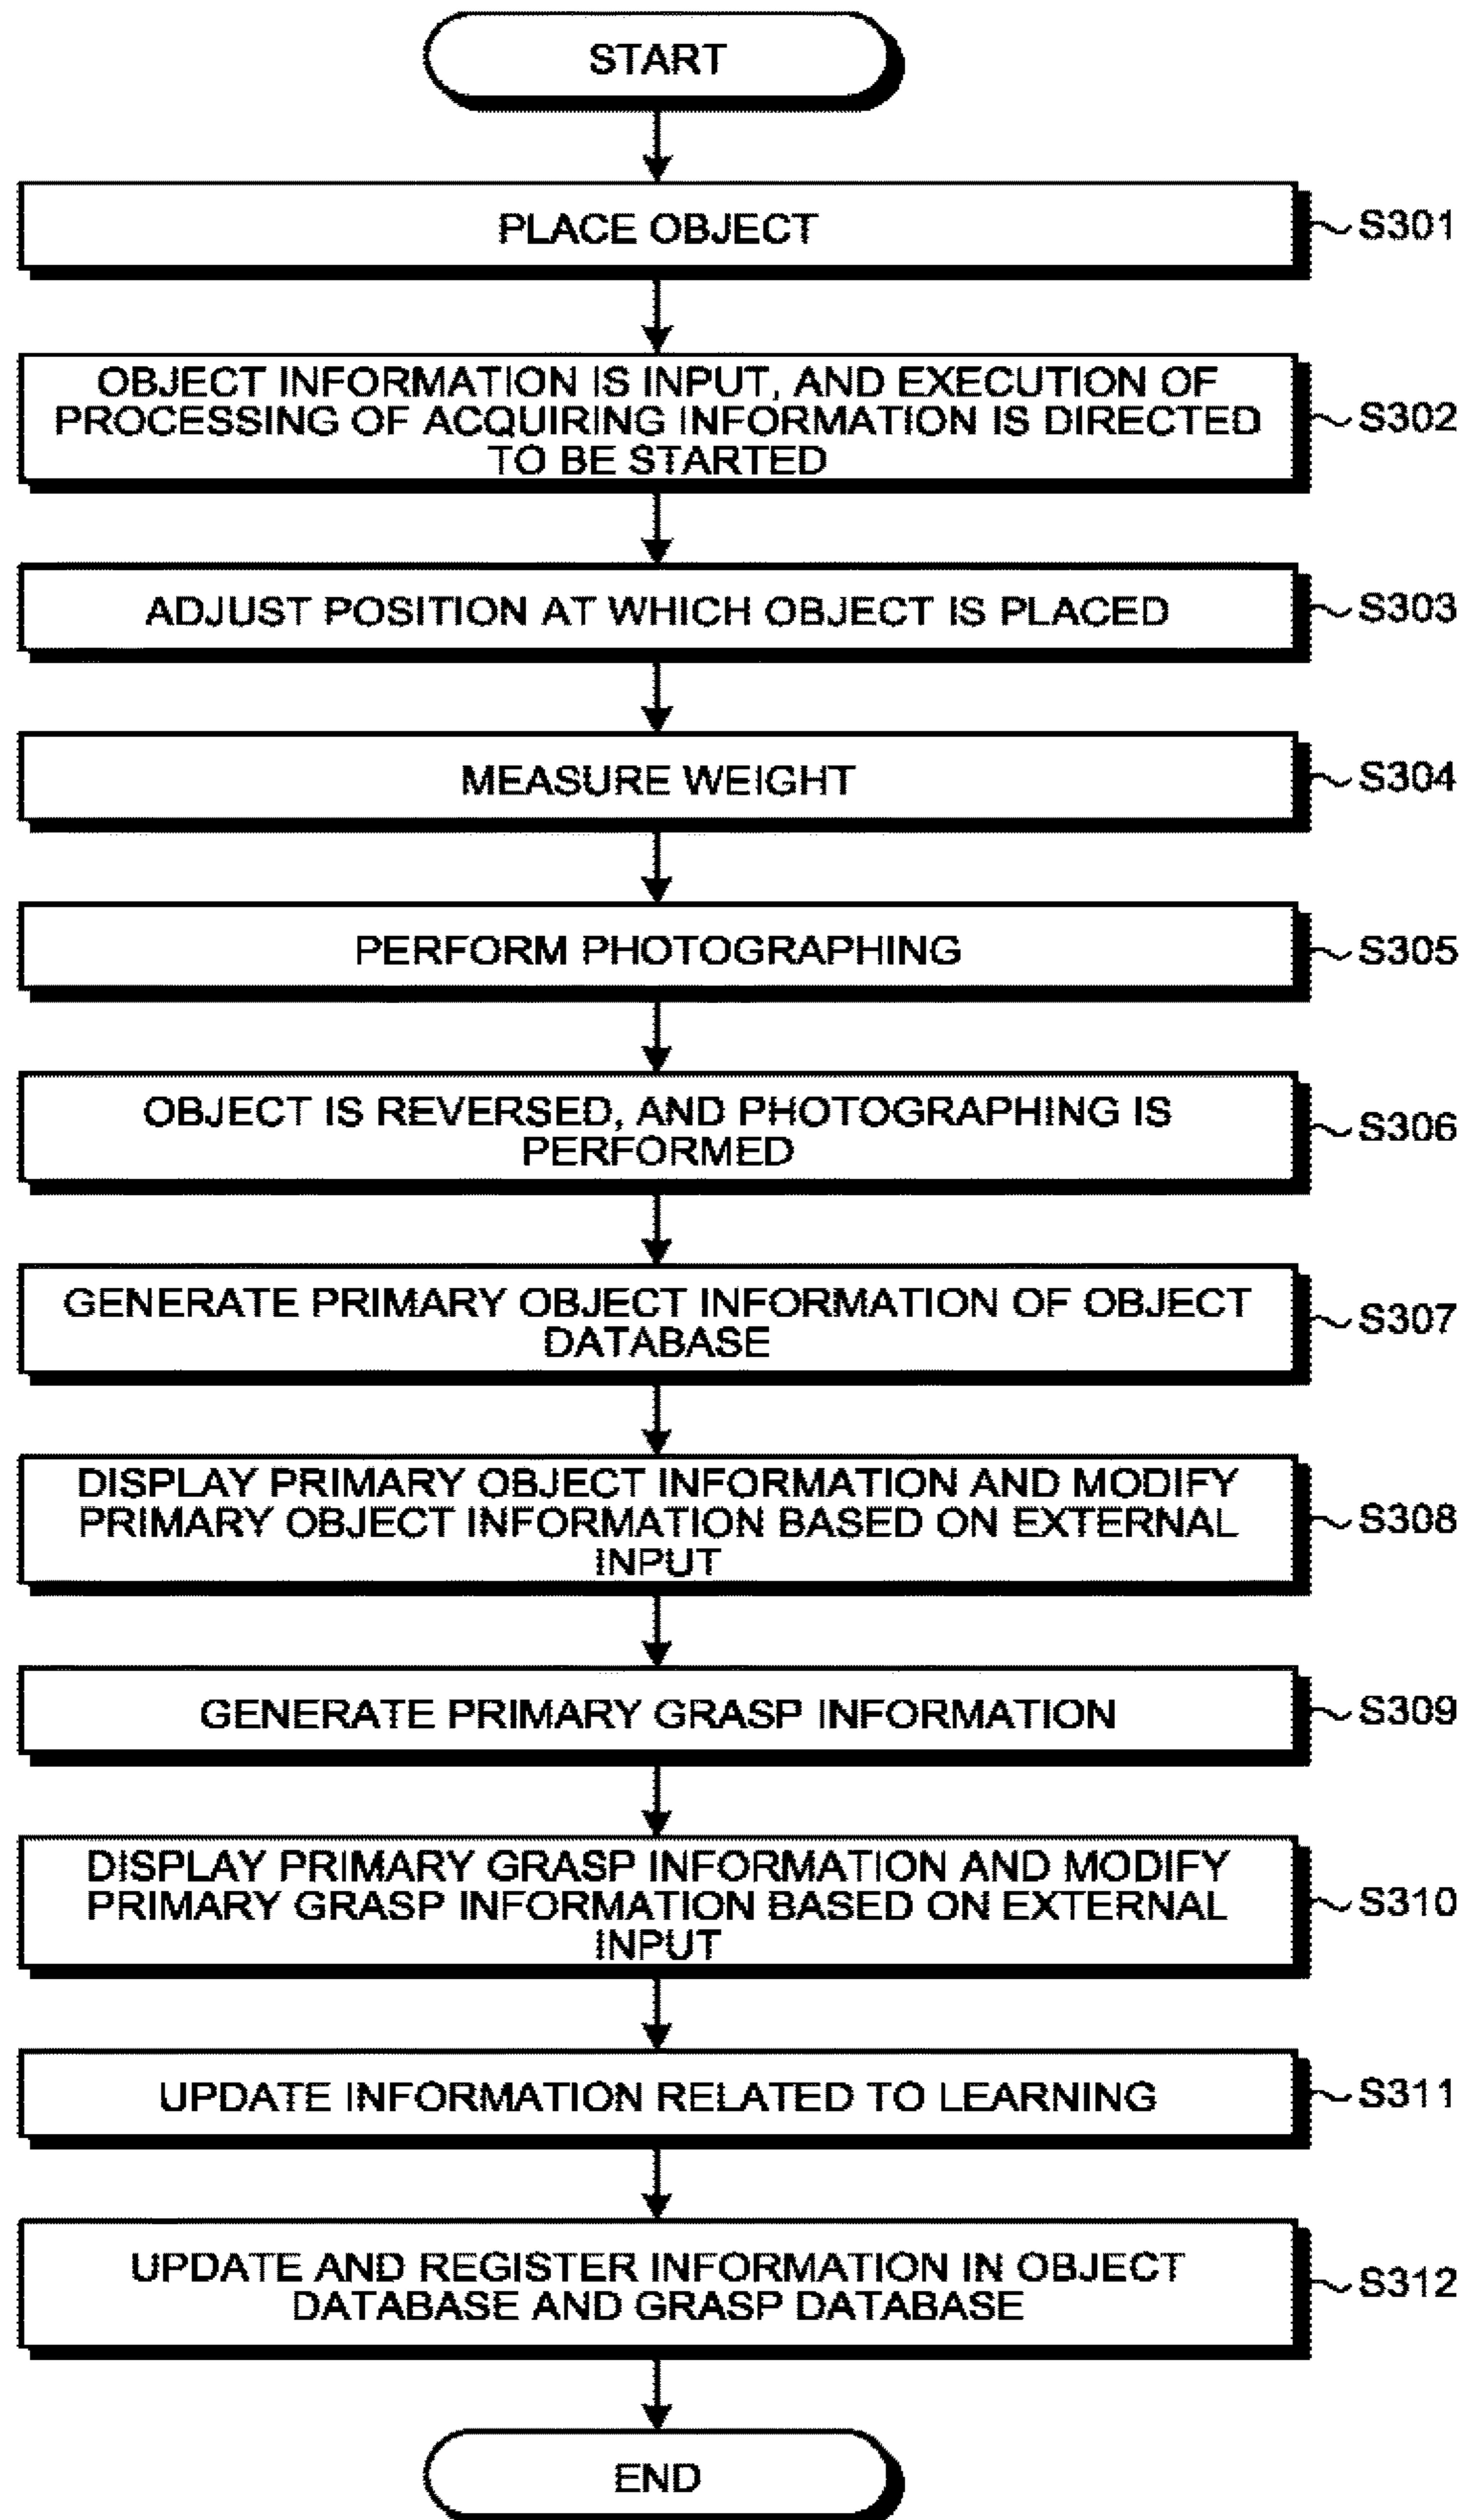 START
PLACE OBJECT
S301
OBJECT INFORMATION IS INPUT, AND EXECUTION OF
PROCESSING OF ACQUIRING INFORMATION IS DIRECTED
TO BE STARTED
S302
ADJUST POSITION AT WHICH OBJECT IS PLACED
S303
MEASURE WEIGHT
S304
PERFORM PHOTOGRAPHING
S305
OBJECT IS REVERSED, AND PHOTOGRAPHING IS
PERFORMED
S306
GENERATE PRIMARY OBJECT INFORMATION OF OBJECT
DATABASE
S307
DISPLAY PRIMARY OBJECT INFORMATION AND MODIFY
PRIMARY OBJECT INFORMATION BASED ON EXTERNAL
INPUT
S308
GENERATE PRIMARY GRASP INFORMATION
S309
DISPLAY PRIMARY GRASP INFORMATION AND MODIFY
PRIMARY GRASP INFORMATION BASED ON EXTERNAL
INPUT
S310
UPDATE INFORMATION RELATED TO LEARNING
S311
UPDATE AND REGISTER INFORMATION IN OBJECT
DATABASE AND GRASP DATABASE
S312
END